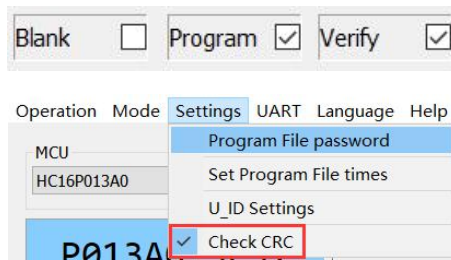 Blank Program Verify
Operation Mode Settings UART Language Help
Program File password
MCU
Set Program File times
HC16P013A0
U_ID Settings
Check CRC